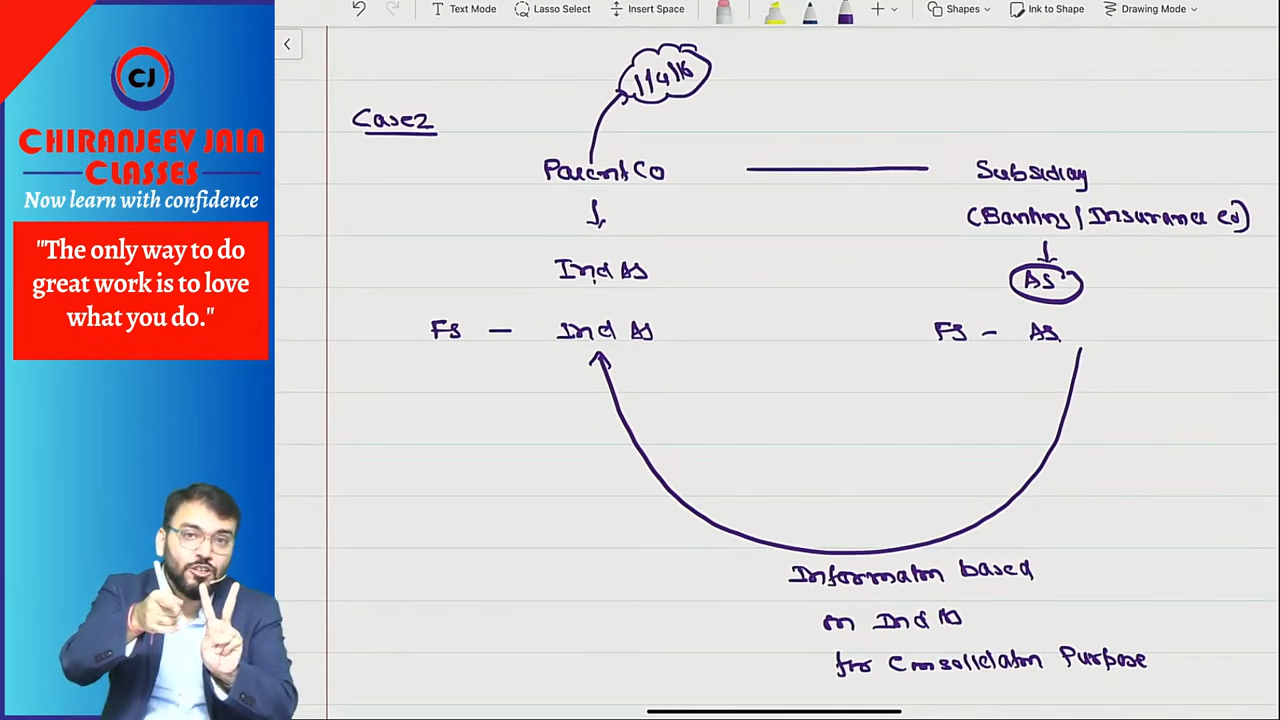 Text Mode
Lasso Select
Insert Space
Shapes
Ink to Shape
Drawing Mode
CJ
CHIRANJEEV JAIN
CLASSES
Now learn with confidence
"The only way to do
great work is to love
what you do."
1/4/16
Case2
Parent Co
Subsidiary
(Banking/Insurance Co)
Ind AS
AS
FS - Ind AS
FS - AS
Information based
on Ind AS
for Consolidation Purpose